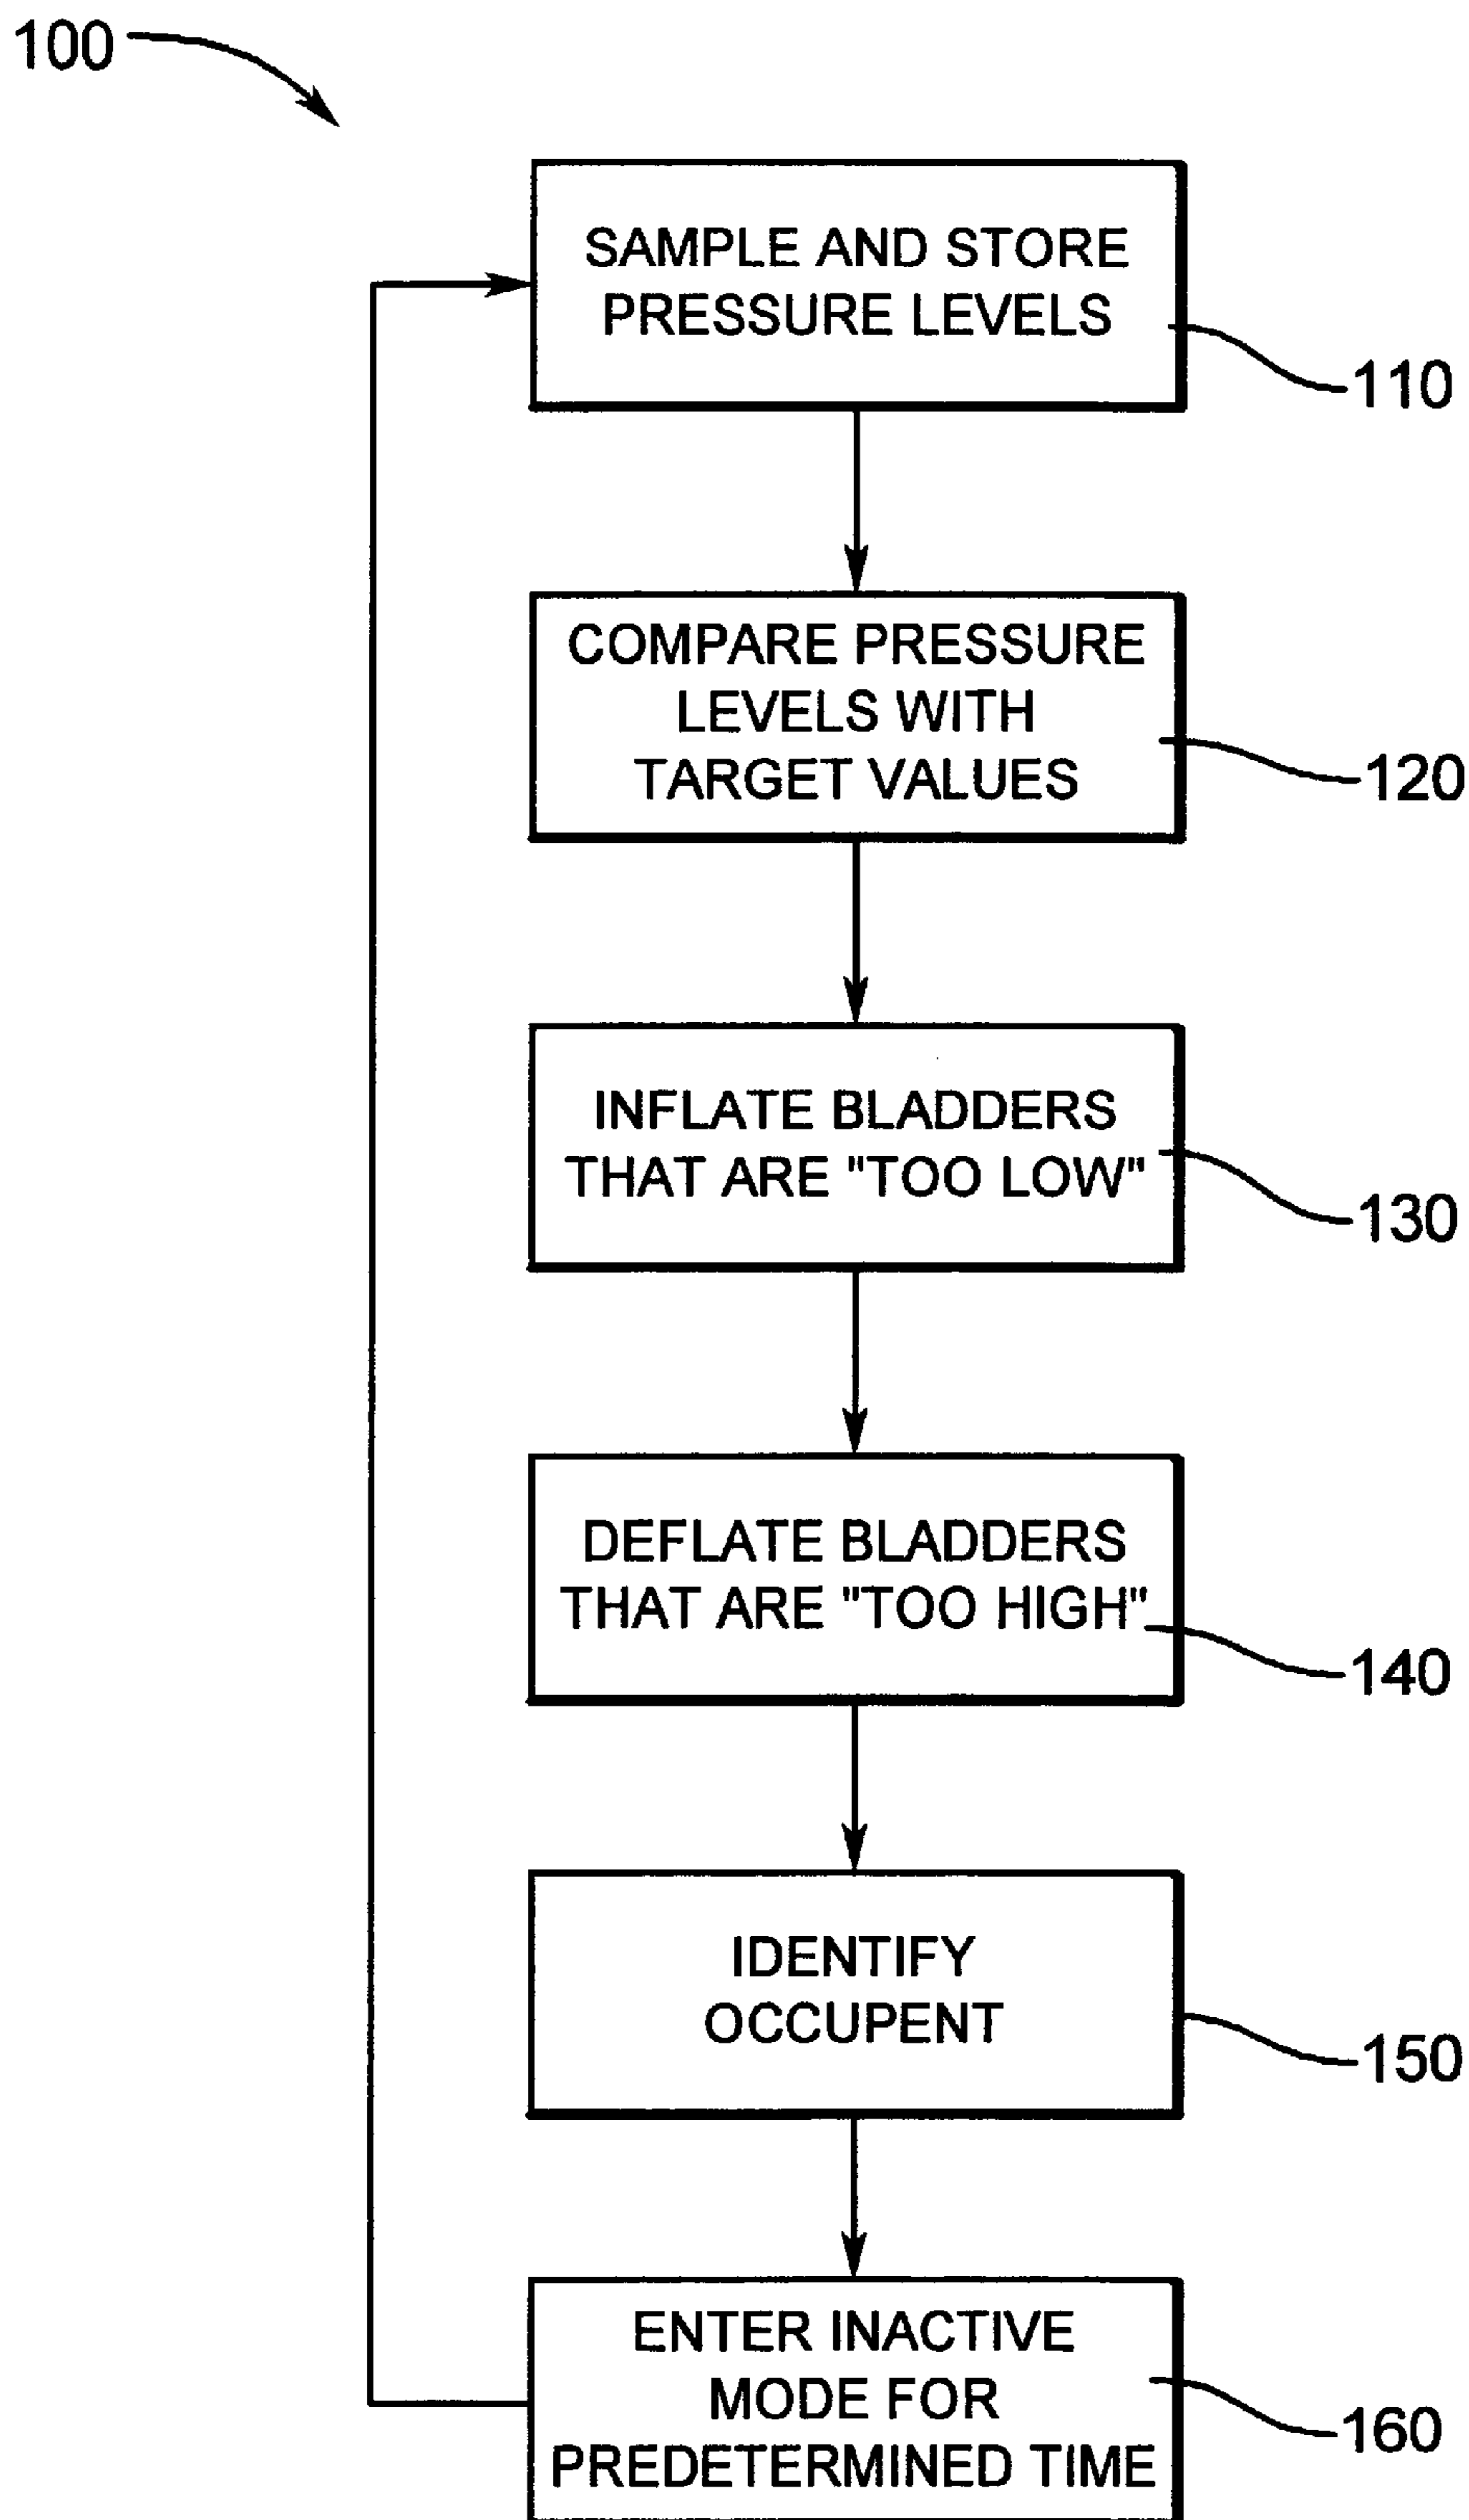 100
SAMPLE AND STORE
PRESSURE LEVELS
110
COMPARE PRESSURE
LEVELS WITH
TARGET VALUES
120
INFLATE BLADDERS
THAT ARE "TOO LOW"
130
DEFLATE BLADDERS
THAT ARE "TOO HIGH"
140
IDENTIFY
OCCUPENT
150
ENTER INACTIVE
MODE FOR
PREDETERMINED TIME
160